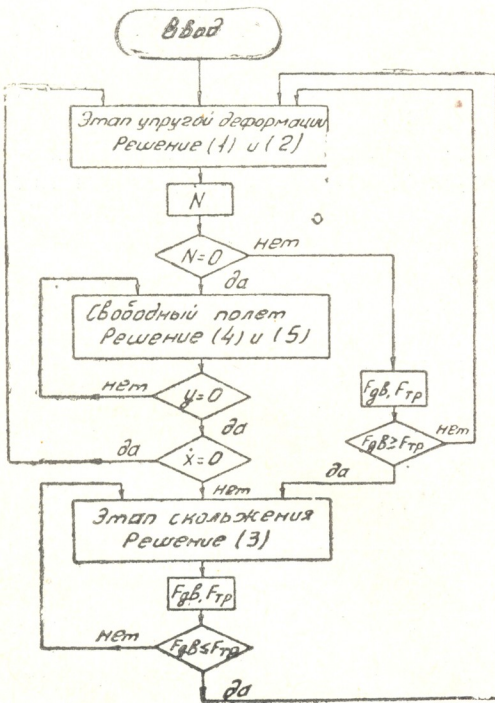 Ввод
Этап упругой деформации
Решение (1) и (2)
N
N=0
нет
да
Свободный полет
Решение (4) и (5)
нет
y=0
Fдв, Fтр
да
Fдв≥Fтр
нет
да
ẋ=0
да
нет
Этап скольжения
Решение (3)
Fдв, Fтр
нет
Fдв≤Fтр
да